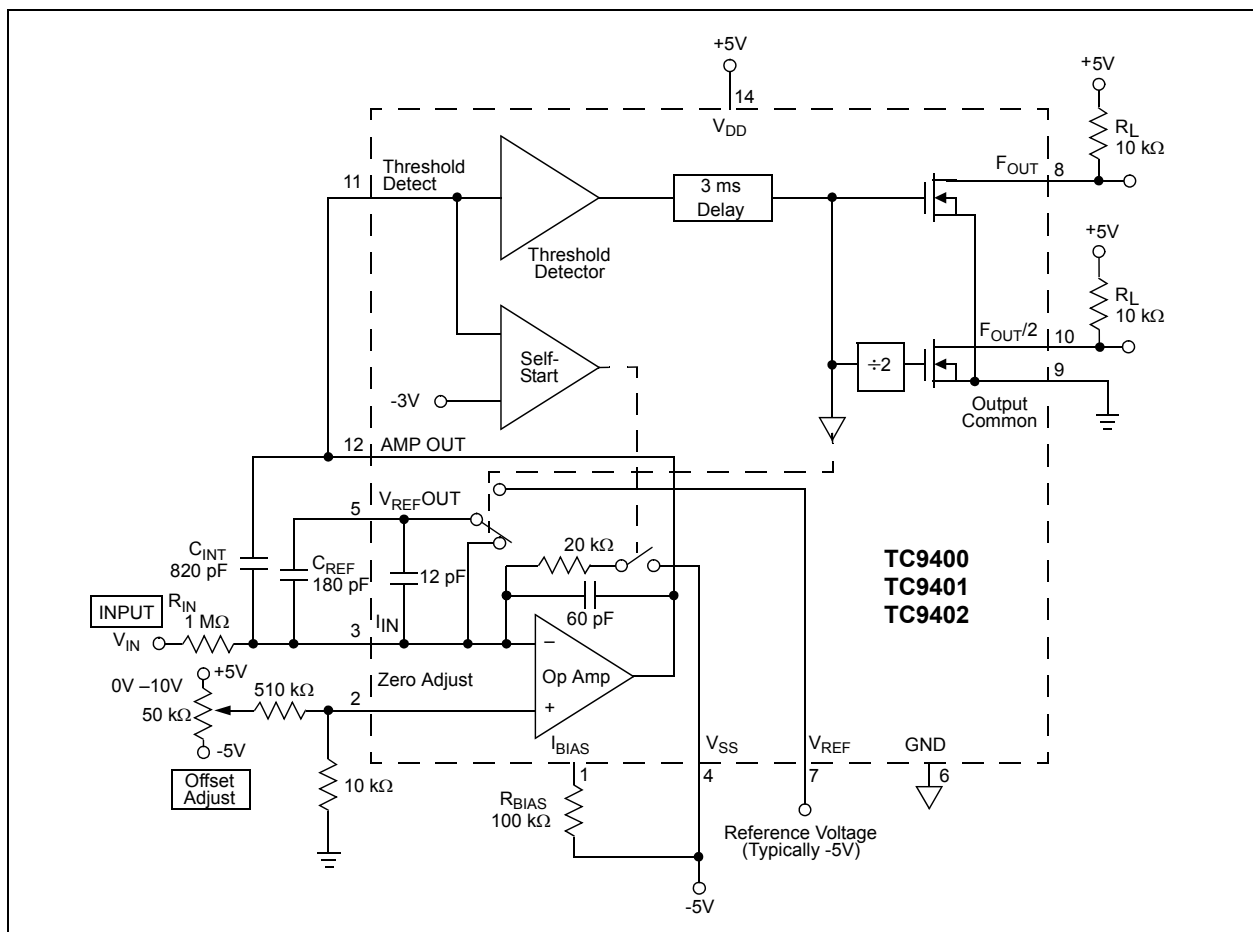 +5V
14
VDD
+5V
RL
10 kΩ
FOUT
8
11
Threshold
Detect
3 ms
Delay
Threshold
Detector
+5V
RL
10 kΩ
FOUT/2
10
÷2
9
Output
Common
Self-
Start
-3V
12
AMP OUT
5
VREFOUT
CINT
820 pF
CREF
180 pF
12 pF
20 kΩ
60 pF
TC9400
TC9401
TC9402
INPUT
RIN
1 MΩ
VIN
3
IIN
–
Op Amp
+
Zero Adjust
2
+5V
0V –10V
50 kΩ
510 kΩ
-5V
Offset
Adjust
10 kΩ
IBIAS
1
RBIAS
100 kΩ
VSS
4
VREF
7
GND
6
Reference Voltage
(Typically -5V)
-5V